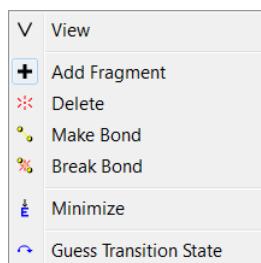 View
Add Fragment
Delete
Make Bond
Break Bond
Minimize
Guess Transition State